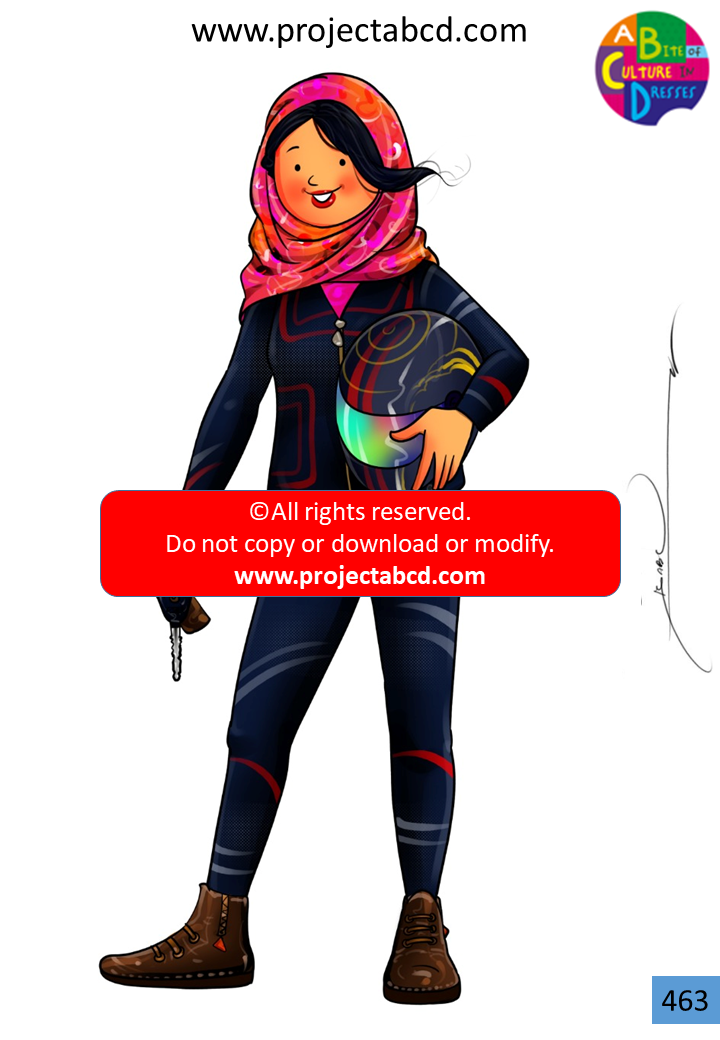 www.projectabcd.com
A BITE OF
CULTURE IN
DRESSES
©All rights reserved.
Do not copy or download or modify.
www.projectabcd.com
463